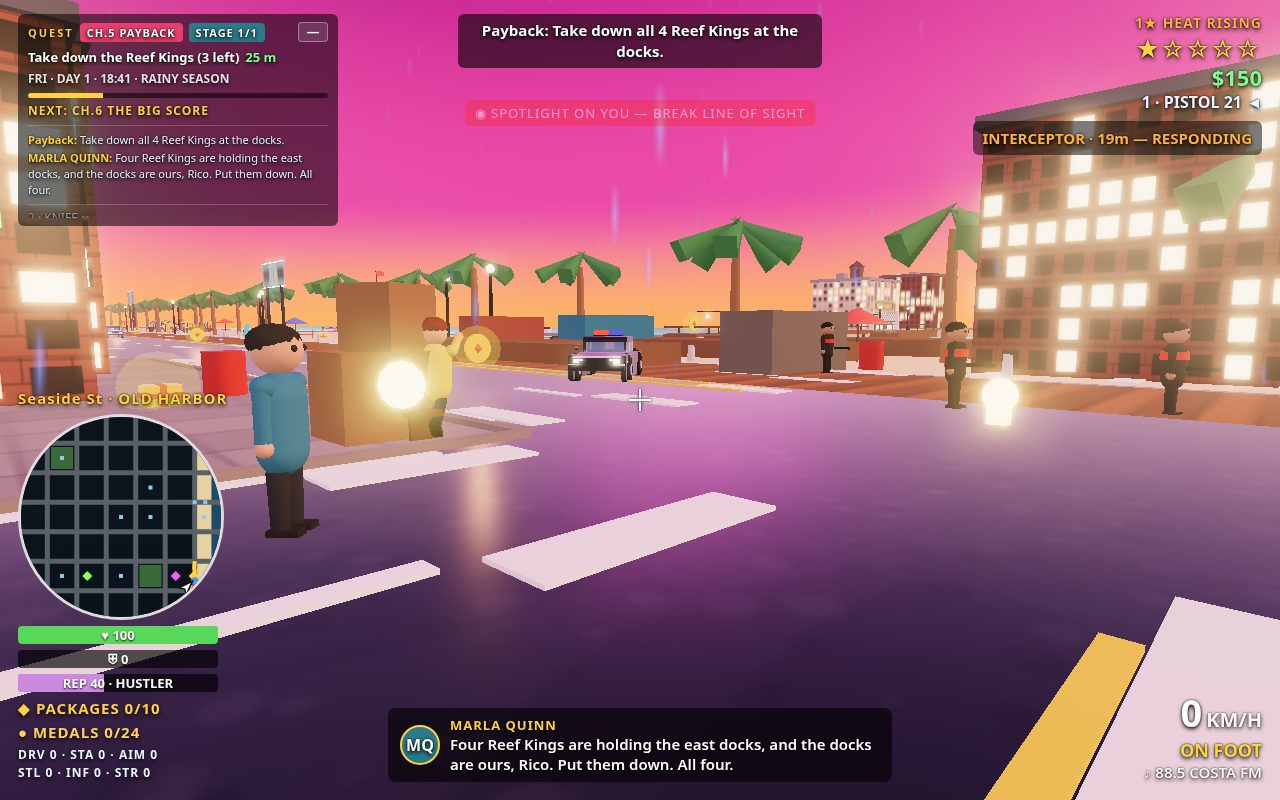 QUEST CH.5 PAYBACK STAGE 1/1 —
Take down the Reef Kings (3 left) 25 m
FRI · DAY 1 · 18:41 · RAINY SEASON
NEXT: CH.6 THE BIG SCORE
Payback: Take down all 4 Reef Kings at the docks.
MARLA QUINN: Four Reef Kings are holding the east
docks, and the docks are ours, Rico. Put them down. All
four.
Payback: Take down all 4 Reef Kings at the
docks.
◉ SPOTLIGHT ON YOU — BREAK LINE OF SIGHT
1★ HEAT RISING
★☆☆☆☆
$150
1 · PISTOL 21 ◄
INTERCEPTOR · 19m — RESPONDING
Seaside St · OLD HARBOR
♥ 100
⛨ 0
REP 40 · HUSTLER
◆ PACKAGES 0/10
● MEDALS 0/24
DRV 0 · STA 0 · AIM 0
STL 0 · INF 0 · STR 0
MQ
MARLA QUINN
Four Reef Kings are holding the east docks, and the docks
are ours, Rico. Put them down. All four.
0 KM/H
ON FOOT
♪ 88.5 COSTA FM